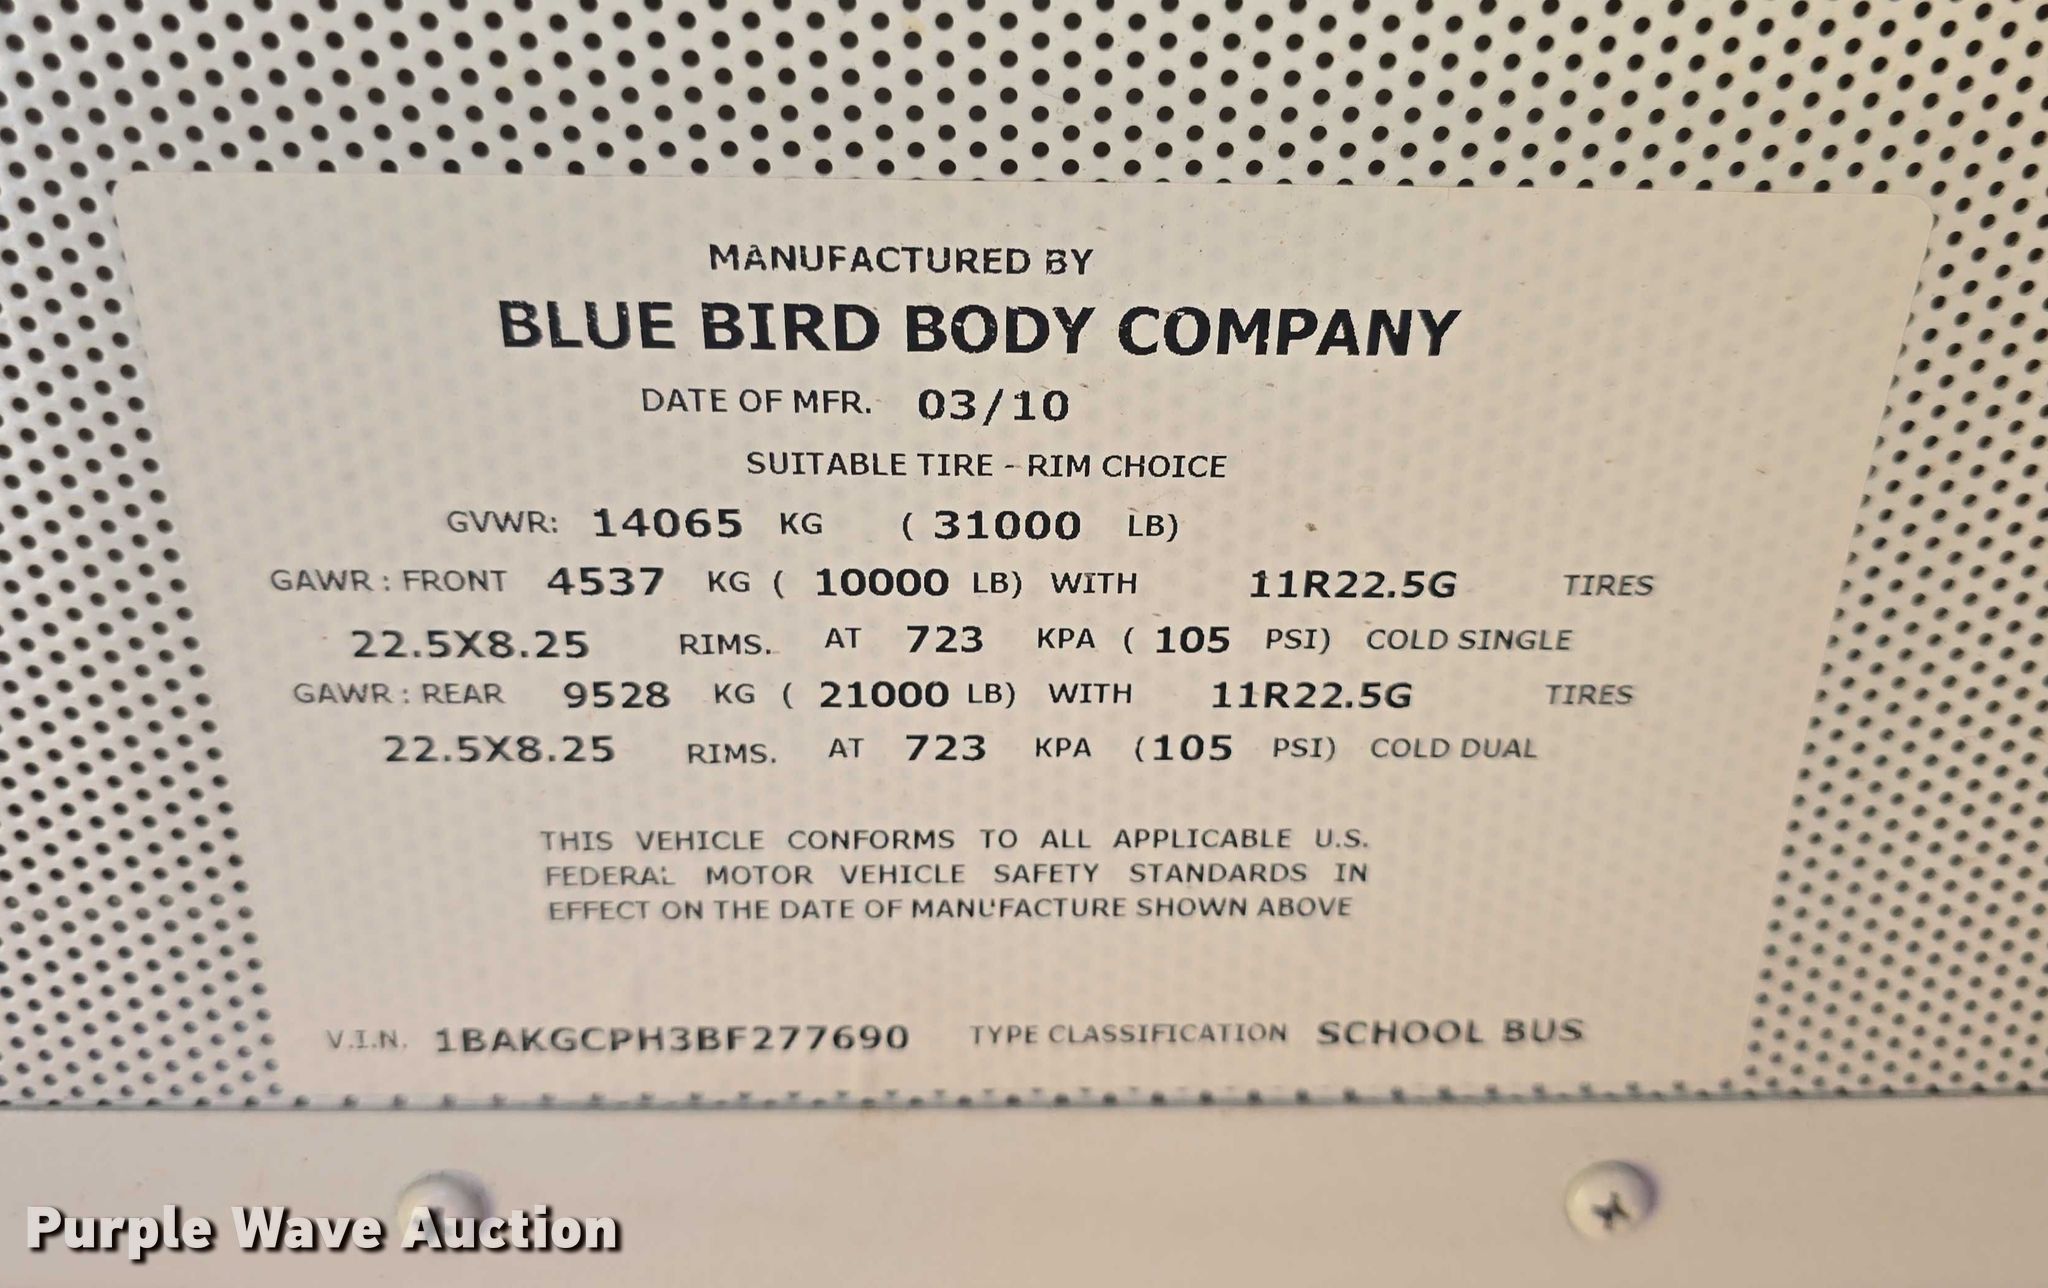 MANUFACTURED BY
BLUE BIRD BODY COMPANY
DATE OF MFR. 03/10
SUITABLE TIRE - RIM CHOICE
GVWR: 14065 KG ( 31000 LB)
GAWR : FRONT 4537 KG ( 10000 LB) WITH 11R22.5G TIRES
22.5X8.25 RIMS. AT 723 KPA ( 105 PSI) COLD SINGLE
GAWR : REAR 9528 KG ( 21000 LB) WITH 11R22.5G TIRES
22.5X8.25 RIMS. AT 723 KPA (105 PSI) COLD DUAL
THIS VEHICLE CONFORMS TO ALL APPLICABLE U.S.
FEDERAL MOTOR VEHICLE SAFETY STANDARDS IN
EFFECT ON THE DATE OF MANUFACTURE SHOWN ABOVE
V.I.N. 1BAKGCPH3BF277690 TYPE CLASSIFICATION SCHOOL BUS
Purple Wave Auction